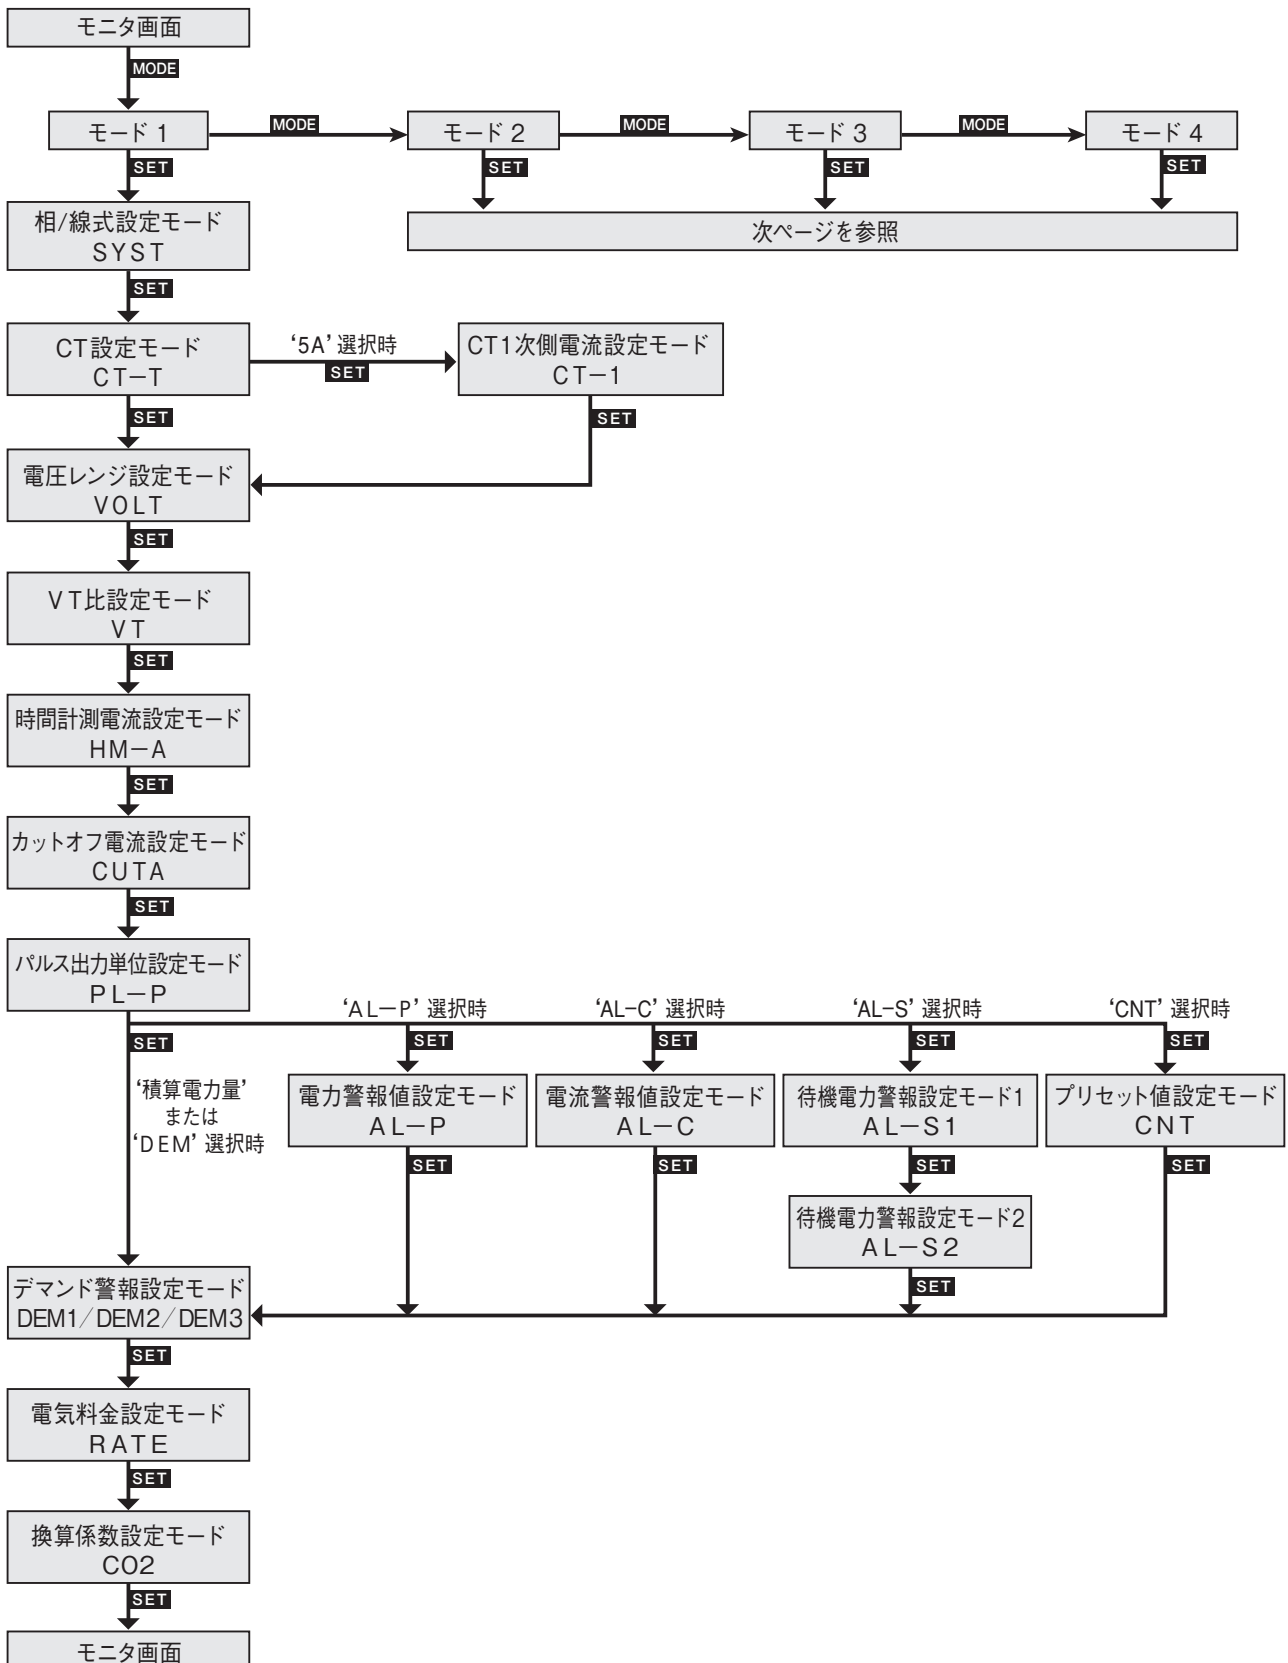 モニタ画面
MODE
モード 1
MODE
モード 2
MODE
モード 3
MODE
モード 4
SET
SET
SET
SET
相/線式設定モード
SYST
次ページを参照
SET
CT設定モード
CT−T
‘5A’選択時
SET
CT1次側電流設定モード
CT−1
SET
SET
電圧レンジ設定モード
VOLT
SET
VT比設定モード
VT
SET
時間計測電流設定モード
HM−A
SET
カットオフ電流設定モード
CUTA
SET
パルス出力単位設定モード
PL−P
‘AL−P’選択時
‘AL−C’選択時
‘AL−S’選択時
‘CNT’選択時
SET
SET
SET
SET
SET
‘積算電力量’
または
‘DEM’選択時
電力警報値設定モード
AL−P
電流警報値設定モード
AL−C
待機電力警報設定モード1
AL−S1
プリセット値設定モード
CNT
SET
SET
SET
SET
待機電力警報設定モード2
AL−S2
SET
デマンド警報設定モード
DEM1/DEM2/DEM3
SET
電気料金設定モード
RATE
SET
換算係数設定モード
CO2
SET
モニタ画面